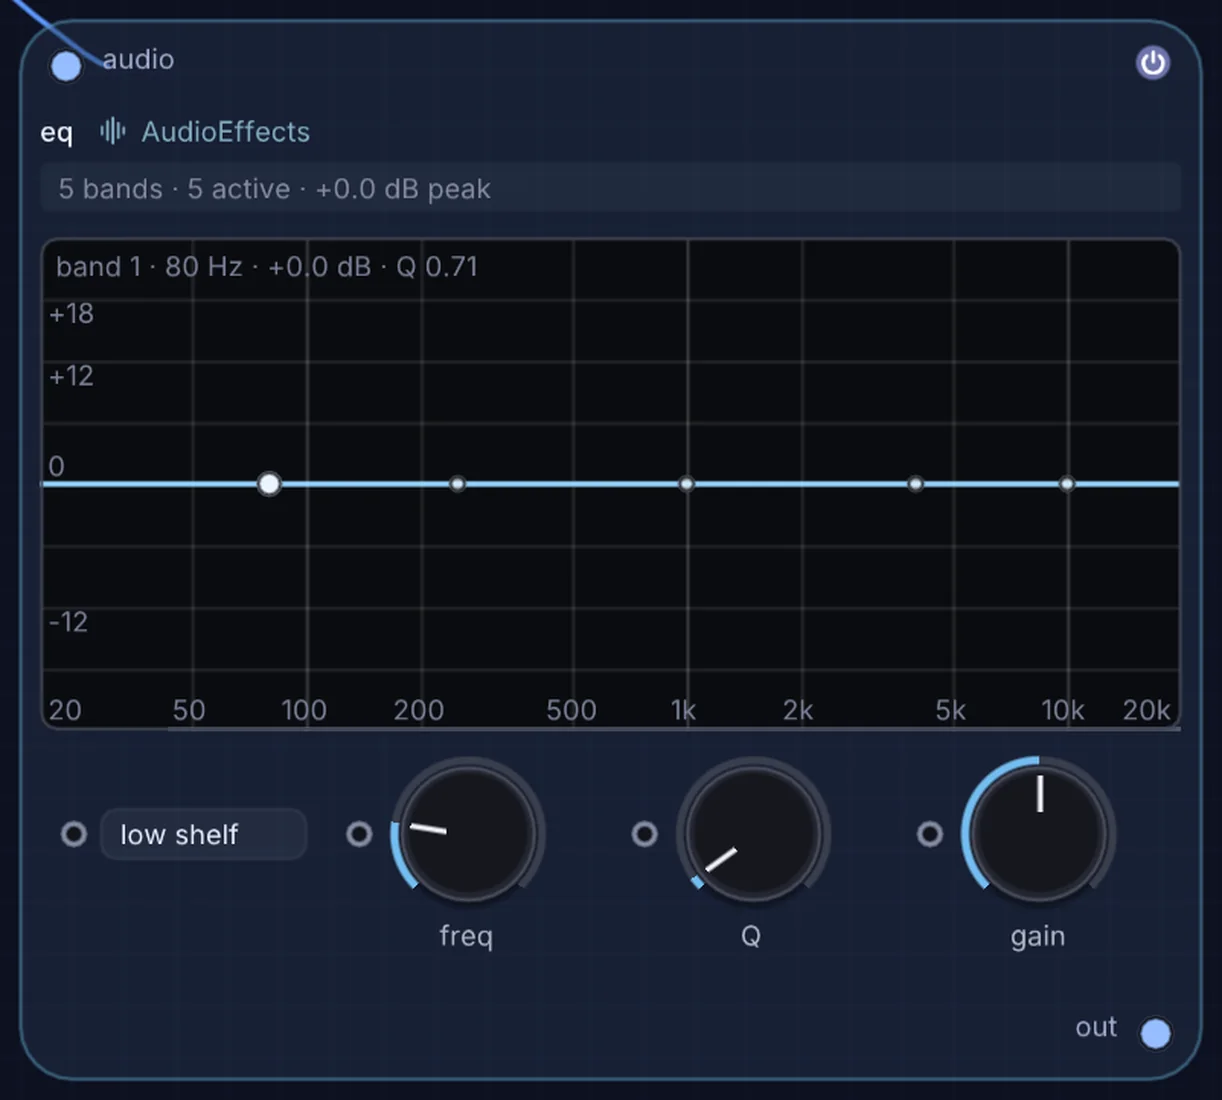 audio
eq AudioEffects
5 bands · 5 active · +0.0 dB peak
band 1 · 80 Hz · +0.0 dB · Q 0.71
+18
+12
0
-12
20 50 100 200 500 1k 2k 5k 10k 20k
low shelf
freq Q gain
out